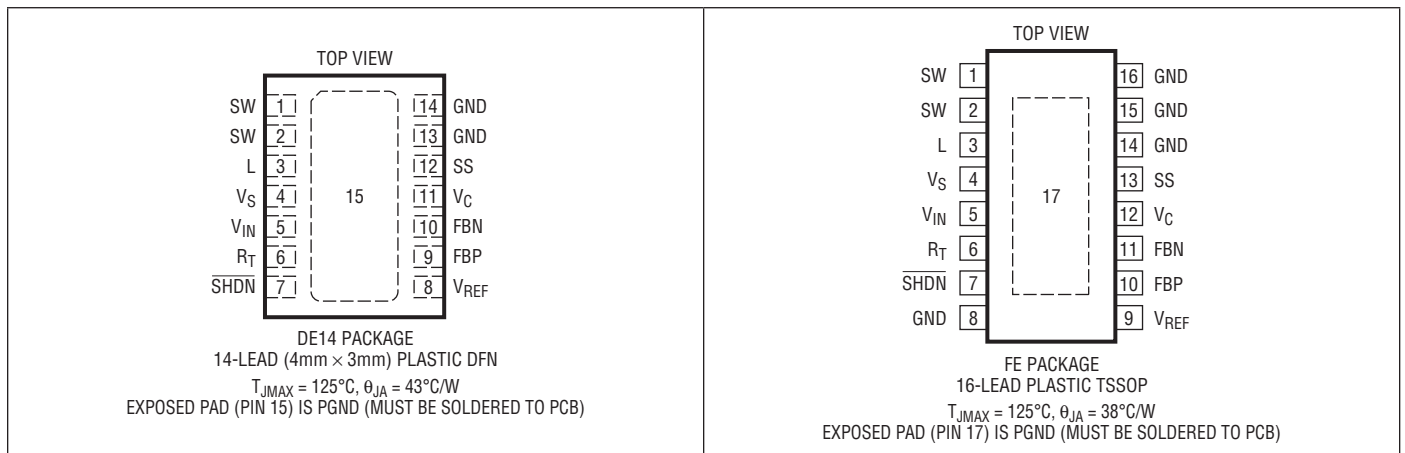 TOP VIEW
SW 1
SW 2
L 3
VS 4
VIN 5
RT 6
SHDN 7
15
14 GND
13 GND
12 SS
11 VC
10 FBN
9 FBP
8 VREF
DE14 PACKAGE
14-LEAD (4mm × 3mm) PLASTIC DFN
TJMAX = 125°C, θJA = 43°C/W
EXPOSED PAD (PIN 15) IS PGND (MUST BE SOLDERED TO PCB)
TOP VIEW
SW 1
SW 2
L 3
VS 4
VIN 5
RT 6
SHDN 7
GND 8
17
16 GND
15 GND
14 GND
13 SS
12 VC
11 FBN
10 FBP
9 VREF
FE PACKAGE
16-LEAD PLASTIC TSSOP
TJMAX = 125°C, θJA = 38°C/W
EXPOSED PAD (PIN 17) IS PGND (MUST BE SOLDERED TO PCB)